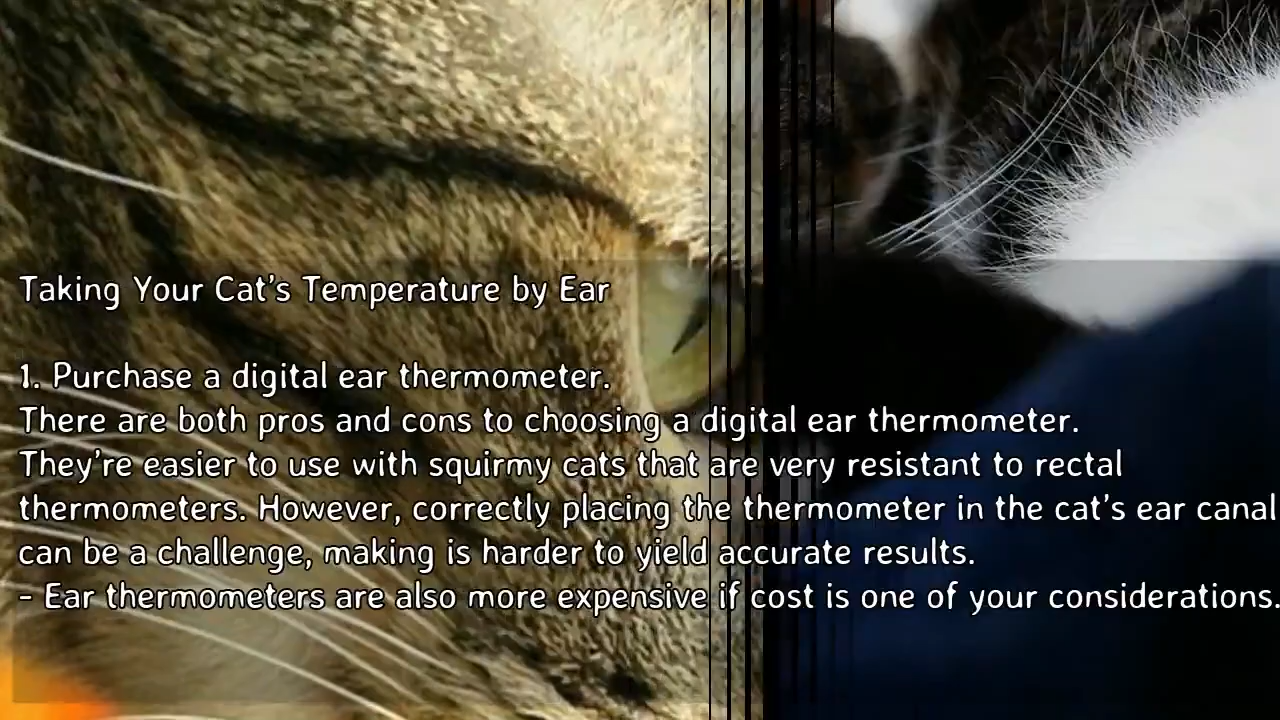 Taking Your Cat's Temperature by Ear
1. Purchase a digital ear thermometer.
There are both pros and cons to choosing a digital ear thermometer.
They're easier to use with squirmy cats that are very resistant to rectal
thermometers. However, correctly placing the thermometer in the cat's ear canal
can be a challenge, making is harder to yield accurate results.
- Ear thermometers are also more expensive if cost is one of your considerations.